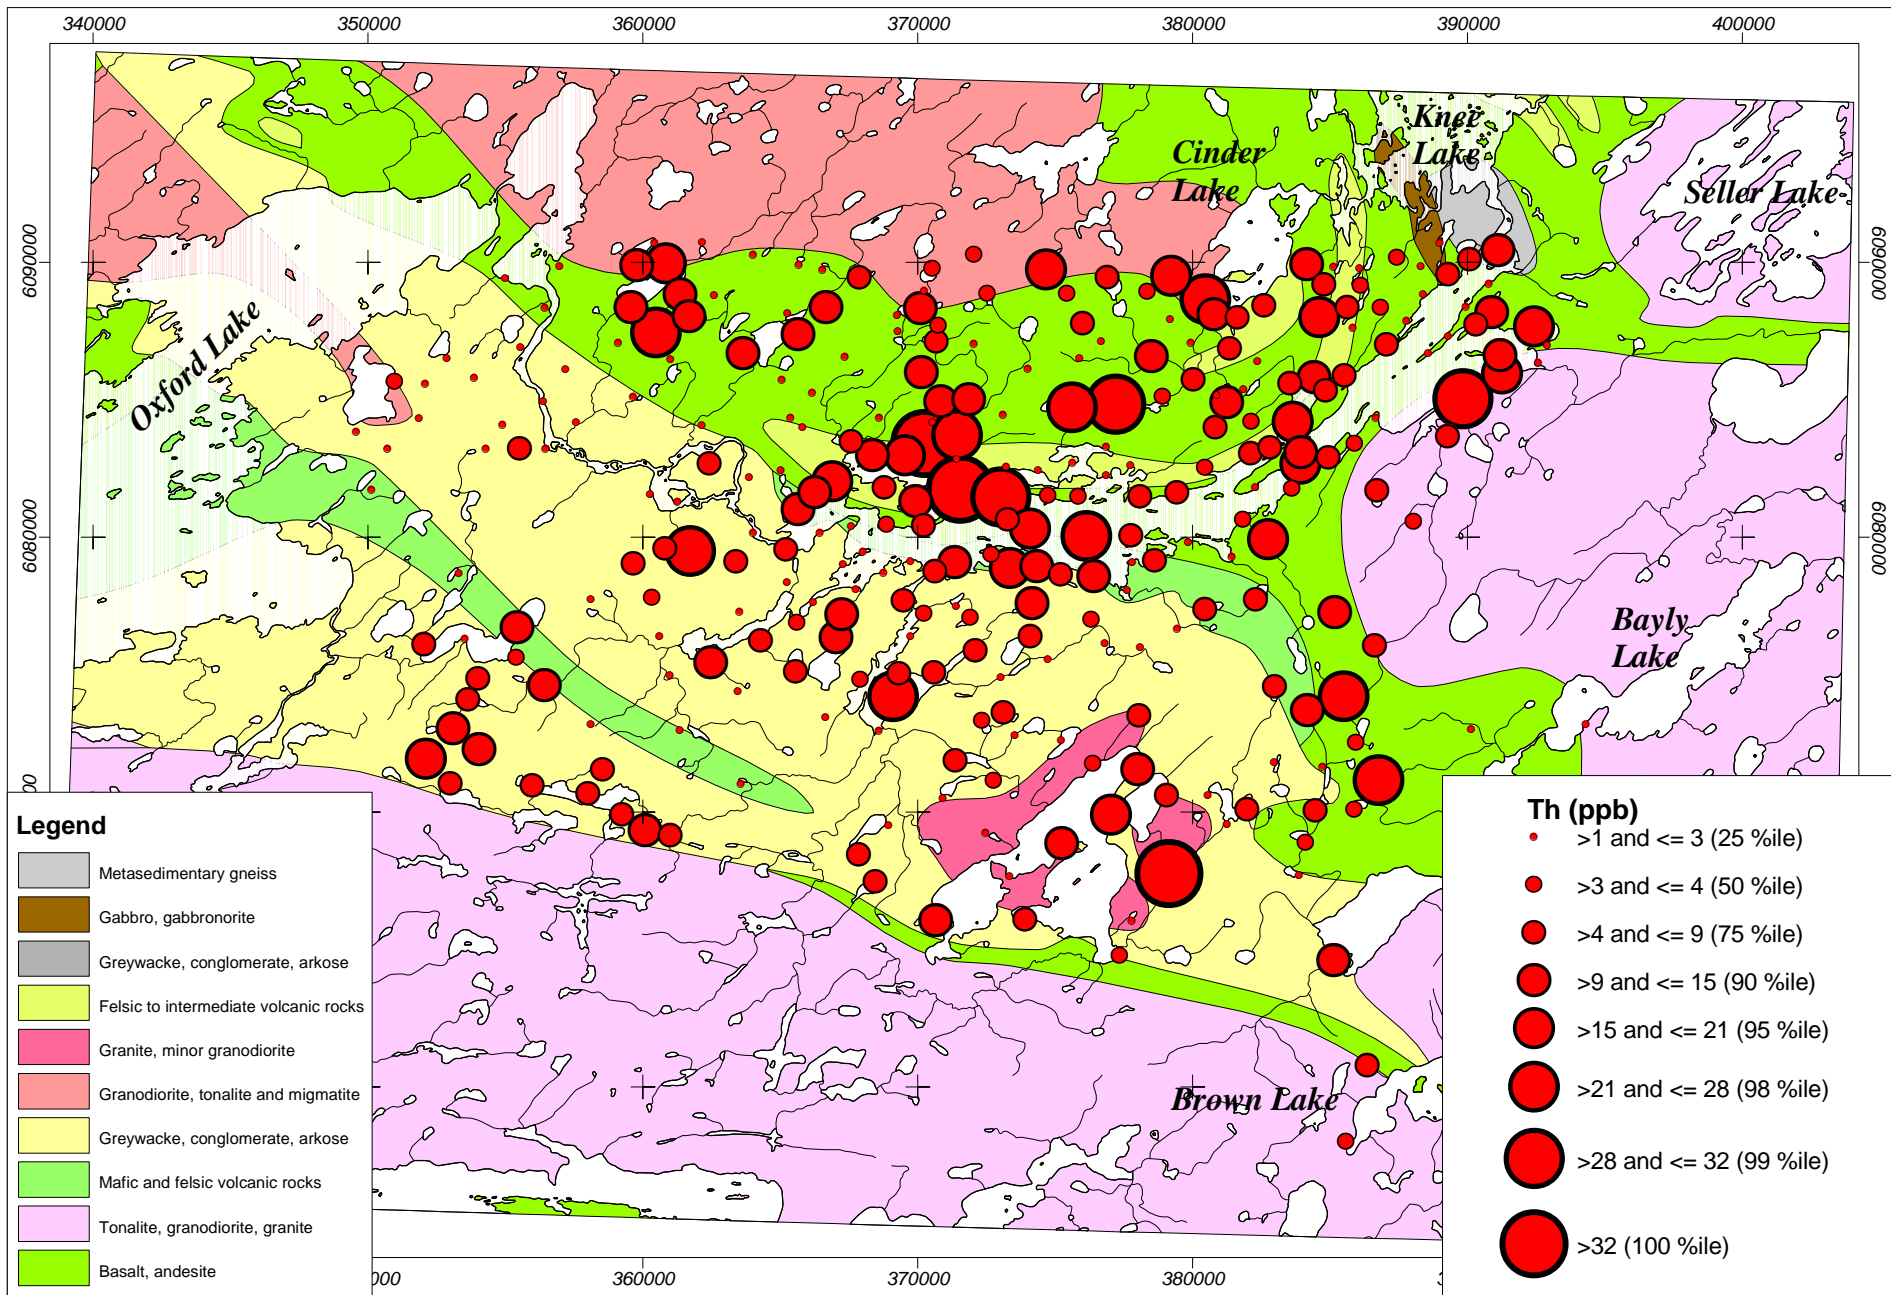 340000 350000 360000 370000 380000 390000 400000
Knee
Lake
Cinder
Lake
Seller Lake
6090000
6090000
Oxford Lake
6080000
6080000
Bayly
Lake
Brown Lake
Legend
Metasedimentary gneiss
Gabbro, gabbronorite
Greywacke, conglomerate, arkose
Felsic to intermediate volcanic rocks
Granite, minor granodiorite
Granodiorite, tonalite and migmatite
Greywacke, conglomerate, arkose
Mafic and felsic volcanic rocks
Tonalite, granodiorite, granite
Basalt, andesite
Th (ppb)
>1 and <= 3 (25 %ile)
>3 and <= 4 (50 %ile)
>4 and <= 9 (75 %ile)
>9 and <= 15 (90 %ile)
>15 and <= 21 (95 %ile)
>21 and <= 28 (98 %ile)
>28 and <= 32 (99 %ile)
>32 (100 %ile)
360000 370000 380000